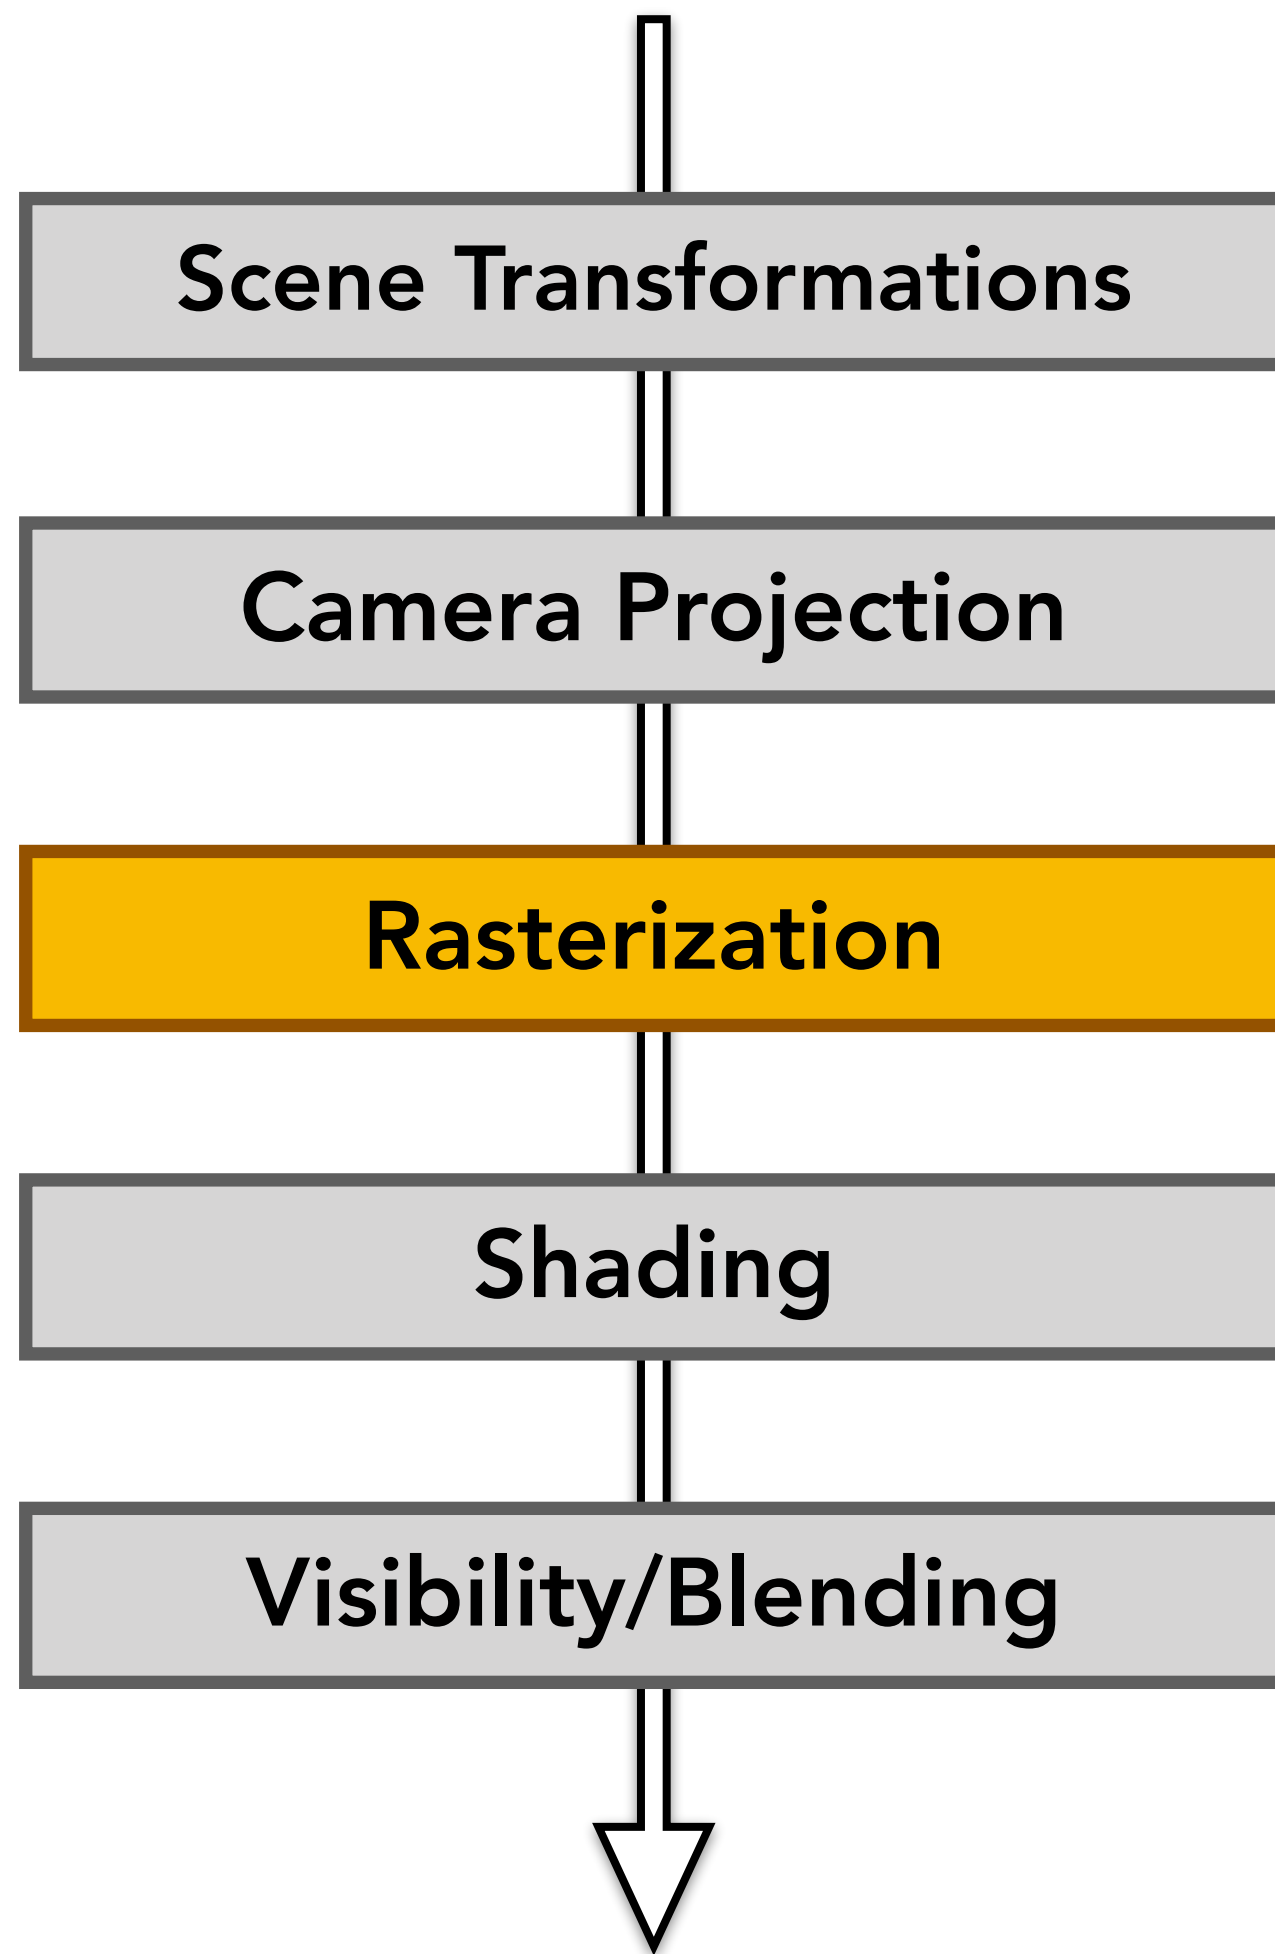 Scene Transformations
Camera Projection
Rasterization
Shading
Visibility/Blending